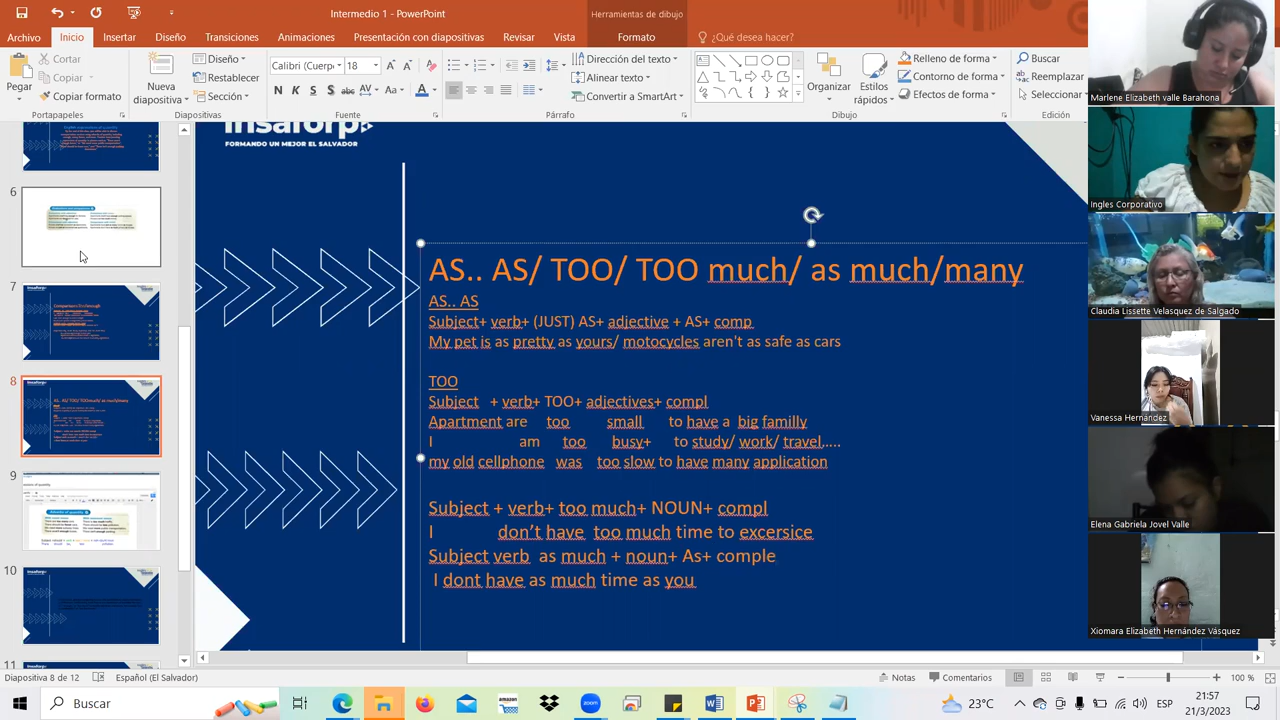 Intermedio 1 - PowerPoint
Herramientas de dibujo
Archivo Inicio Insertar Diseño Transiciones Animaciones Presentación con diapositivas Revisar Vista Formato ¿Qué desea hacer?
Pegar
Cortar
Copiar
Copiar formato
Portapapeles
Nueva
diapositiva
Diseño
Restablecer
Sección
Diapositivas
Calibri (Cuerp 18
N K S S abc AV Aa A
Fuente
Dirección del texto
Alinear texto
Convertir a SmartArt
Párrafo
Organizar
Estilos
rápidos
Relleno de forma
Contorno de forma
Efectos de forma
Dibujo
Buscar
Reemplazar
Seleccionar
Edición
6
7
8
9
10
11
FORMANDO UN MEJOR EL SALVADOR
AS.. AS/ TOO/ TOO much/ as much/many
AS.. AS
Subject+ verb+ (JUST) AS+ adjective + AS+ comp
My pet is as pretty as yours/ motocycles aren't as safe as cars
TOO
Subject + verb+ TOO+ adjectives+ compl
Apartment are too small to have a big family
I am too busy+ to study/ work/ travel,....
my old cellphone was too slow to have many application
Subject + verb+ too much+ NOUN+ compl
I don't have too much time to excersice
Subject verb as much + noun+ As+ comple
I dont have as much time as you
Marlene Elizabeth valle Barahona
Ingles Corporativo
Claudia Lissette Velasquez de Salgado
Vanessa Hernández
Elena Gabriela Jovel Valle
Xiomara Elizabeth Hernández Vásquez
Diapositiva 8 de 12 Español (El Salvador) Notas Comentarios 100 %
Buscar
amazon
zoom
23°C ESP
21:57
21/3/2023